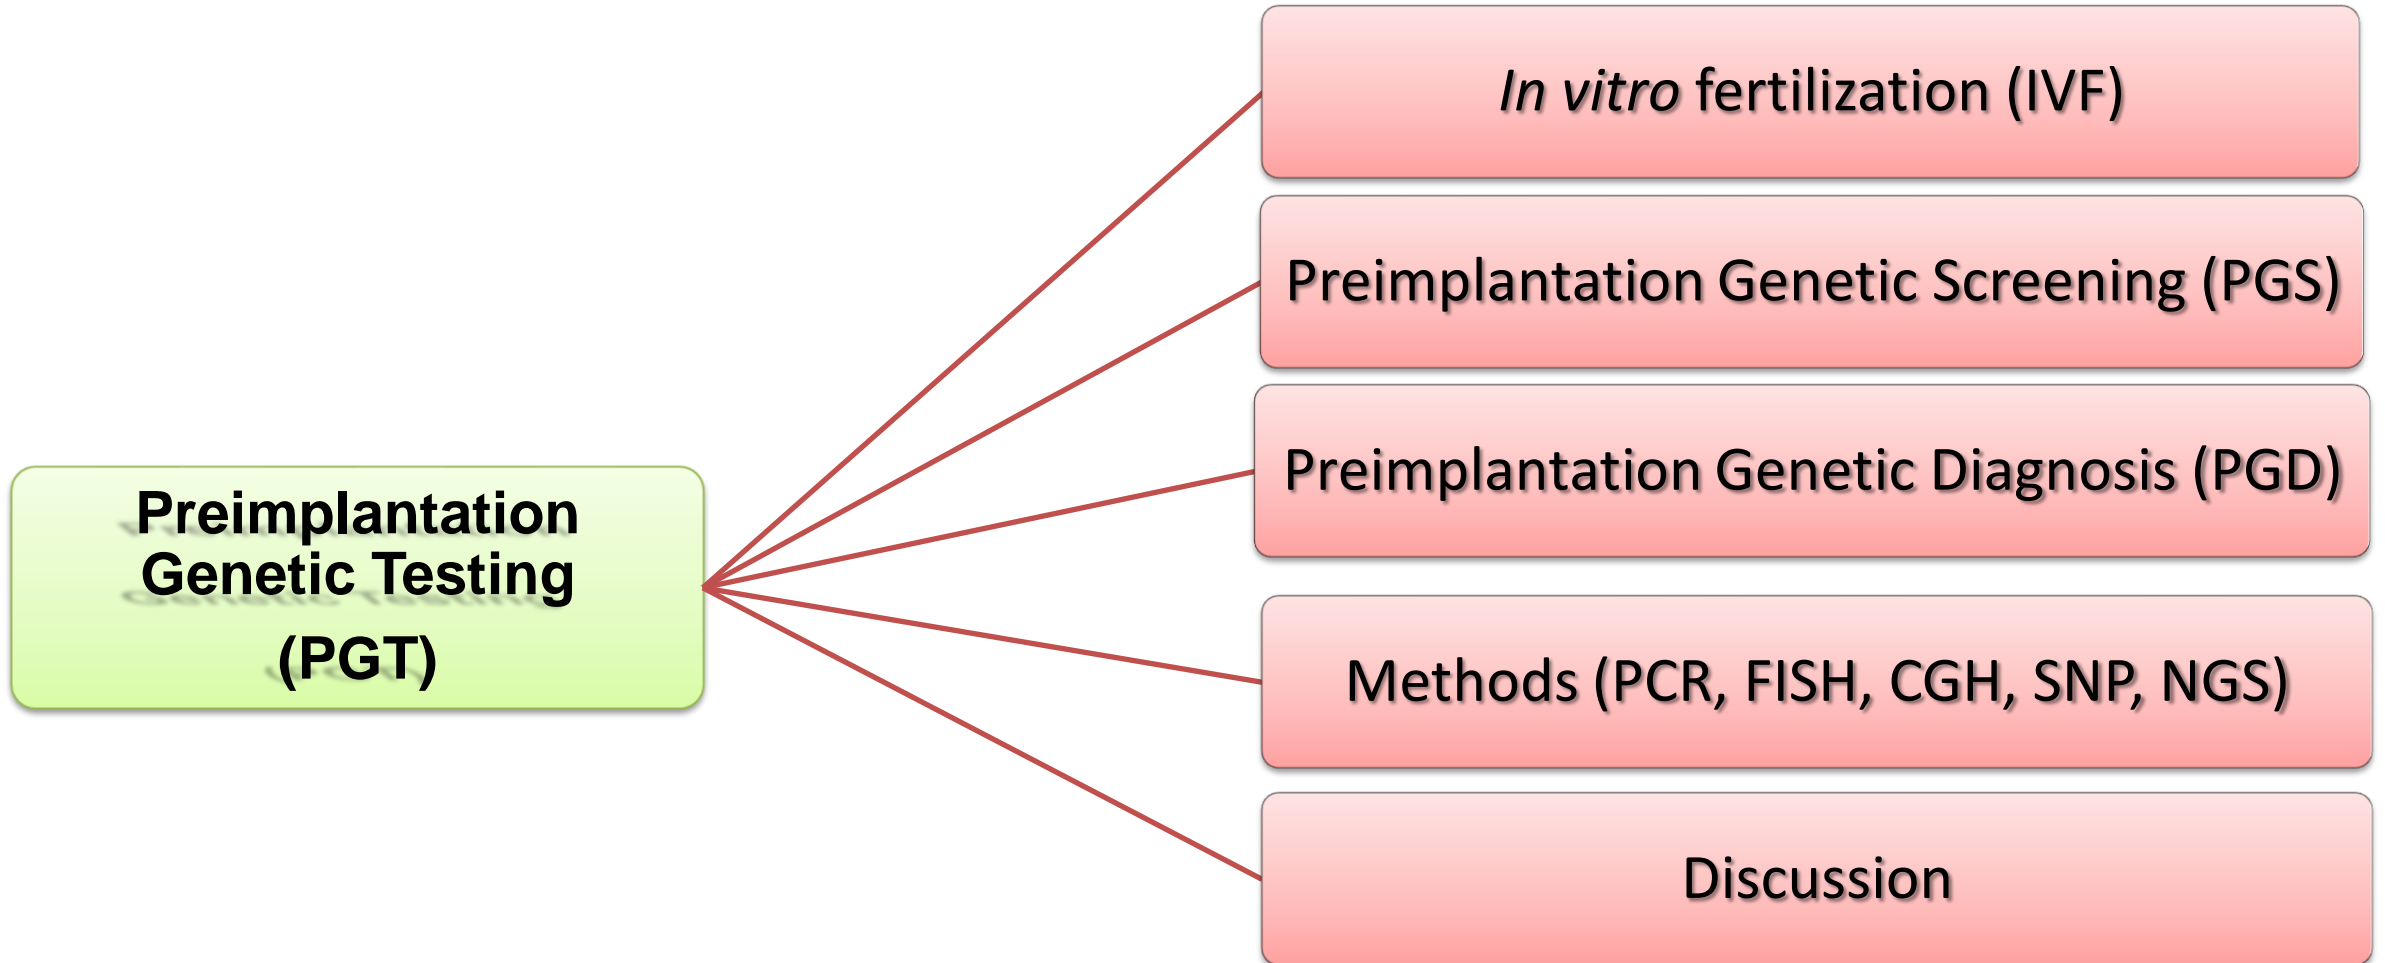 In vitro fertilization (IVF)
Preimplantation Genetic Screening (PGS)
Preimplantation Genetic Diagnosis (PGD)
Preimplantation
Genetic Testing
(PGT)
Methods (PCR, FISH, CGH, SNP, NGS)
Discussion